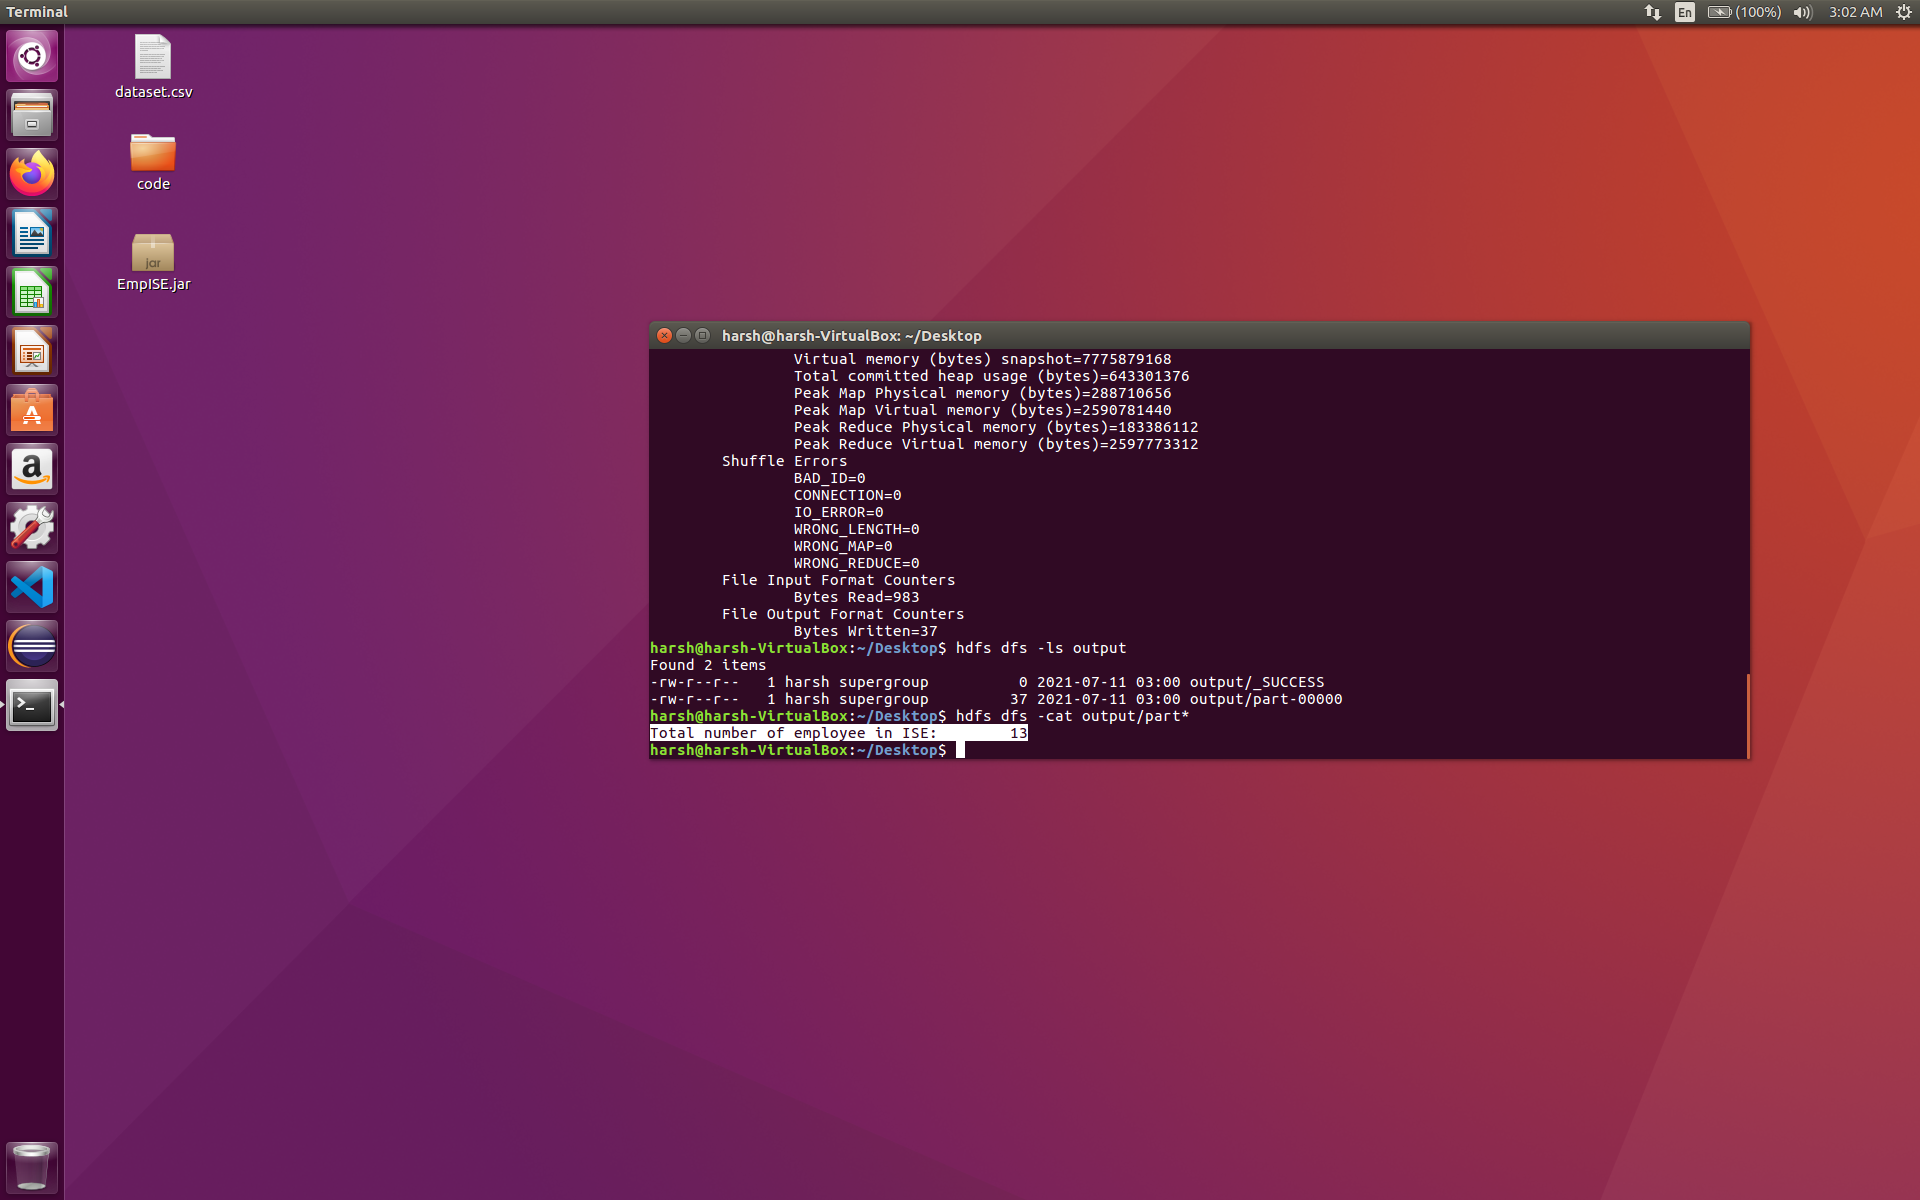 Terminal
En (100%) 3:02 AM
dataset.csv
code
jar
EmpISE.jar
harsh@harsh-VirtualBox: ~/Desktop
Virtual memory (bytes) snapshot=7775879168
Total committed heap usage (bytes)=643301376
Peak Map Physical memory (bytes)=288710656
Peak Map Virtual memory (bytes)=2590781440
Peak Reduce Physical memory (bytes)=183386112
Peak Reduce Virtual memory (bytes)=2597773312
Shuffle Errors
BAD_ID=0
CONNECTION=0
IO_ERROR=0
WRONG_LENGTH=0
WRONG_MAP=0
WRONG_REDUCE=0
File Input Format Counters
Bytes Read=983
File Output Format Counters
Bytes Written=37
harsh@harsh-VirtualBox:~/Desktop$ hdfs dfs -ls output
Found 2 items
-rw-r--r--   1 harsh supergroup          0 2021-07-11 03:00 output/_SUCCESS
-rw-r--r--   1 harsh supergroup         37 2021-07-11 03:00 output/part-00000
harsh@harsh-VirtualBox:~/Desktop$ hdfs dfs -cat output/part*
Total number of employee in ISE:        13
harsh@harsh-VirtualBox:~/Desktop$